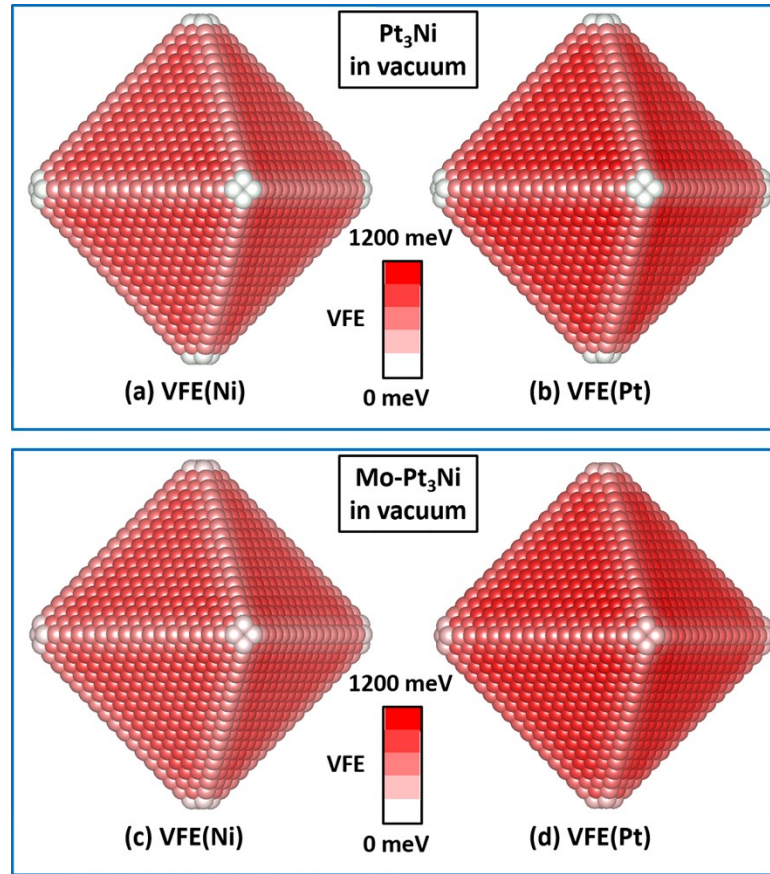 Pt₃Ni
in vacuum
1200 meV
VFE
0 meV
(a) VFE(Ni)
(b) VFE(Pt)
Mo-Pt₃Ni
in vacuum
1200 meV
VFE
0 meV
(c) VFE(Ni)
(d) VFE(Pt)